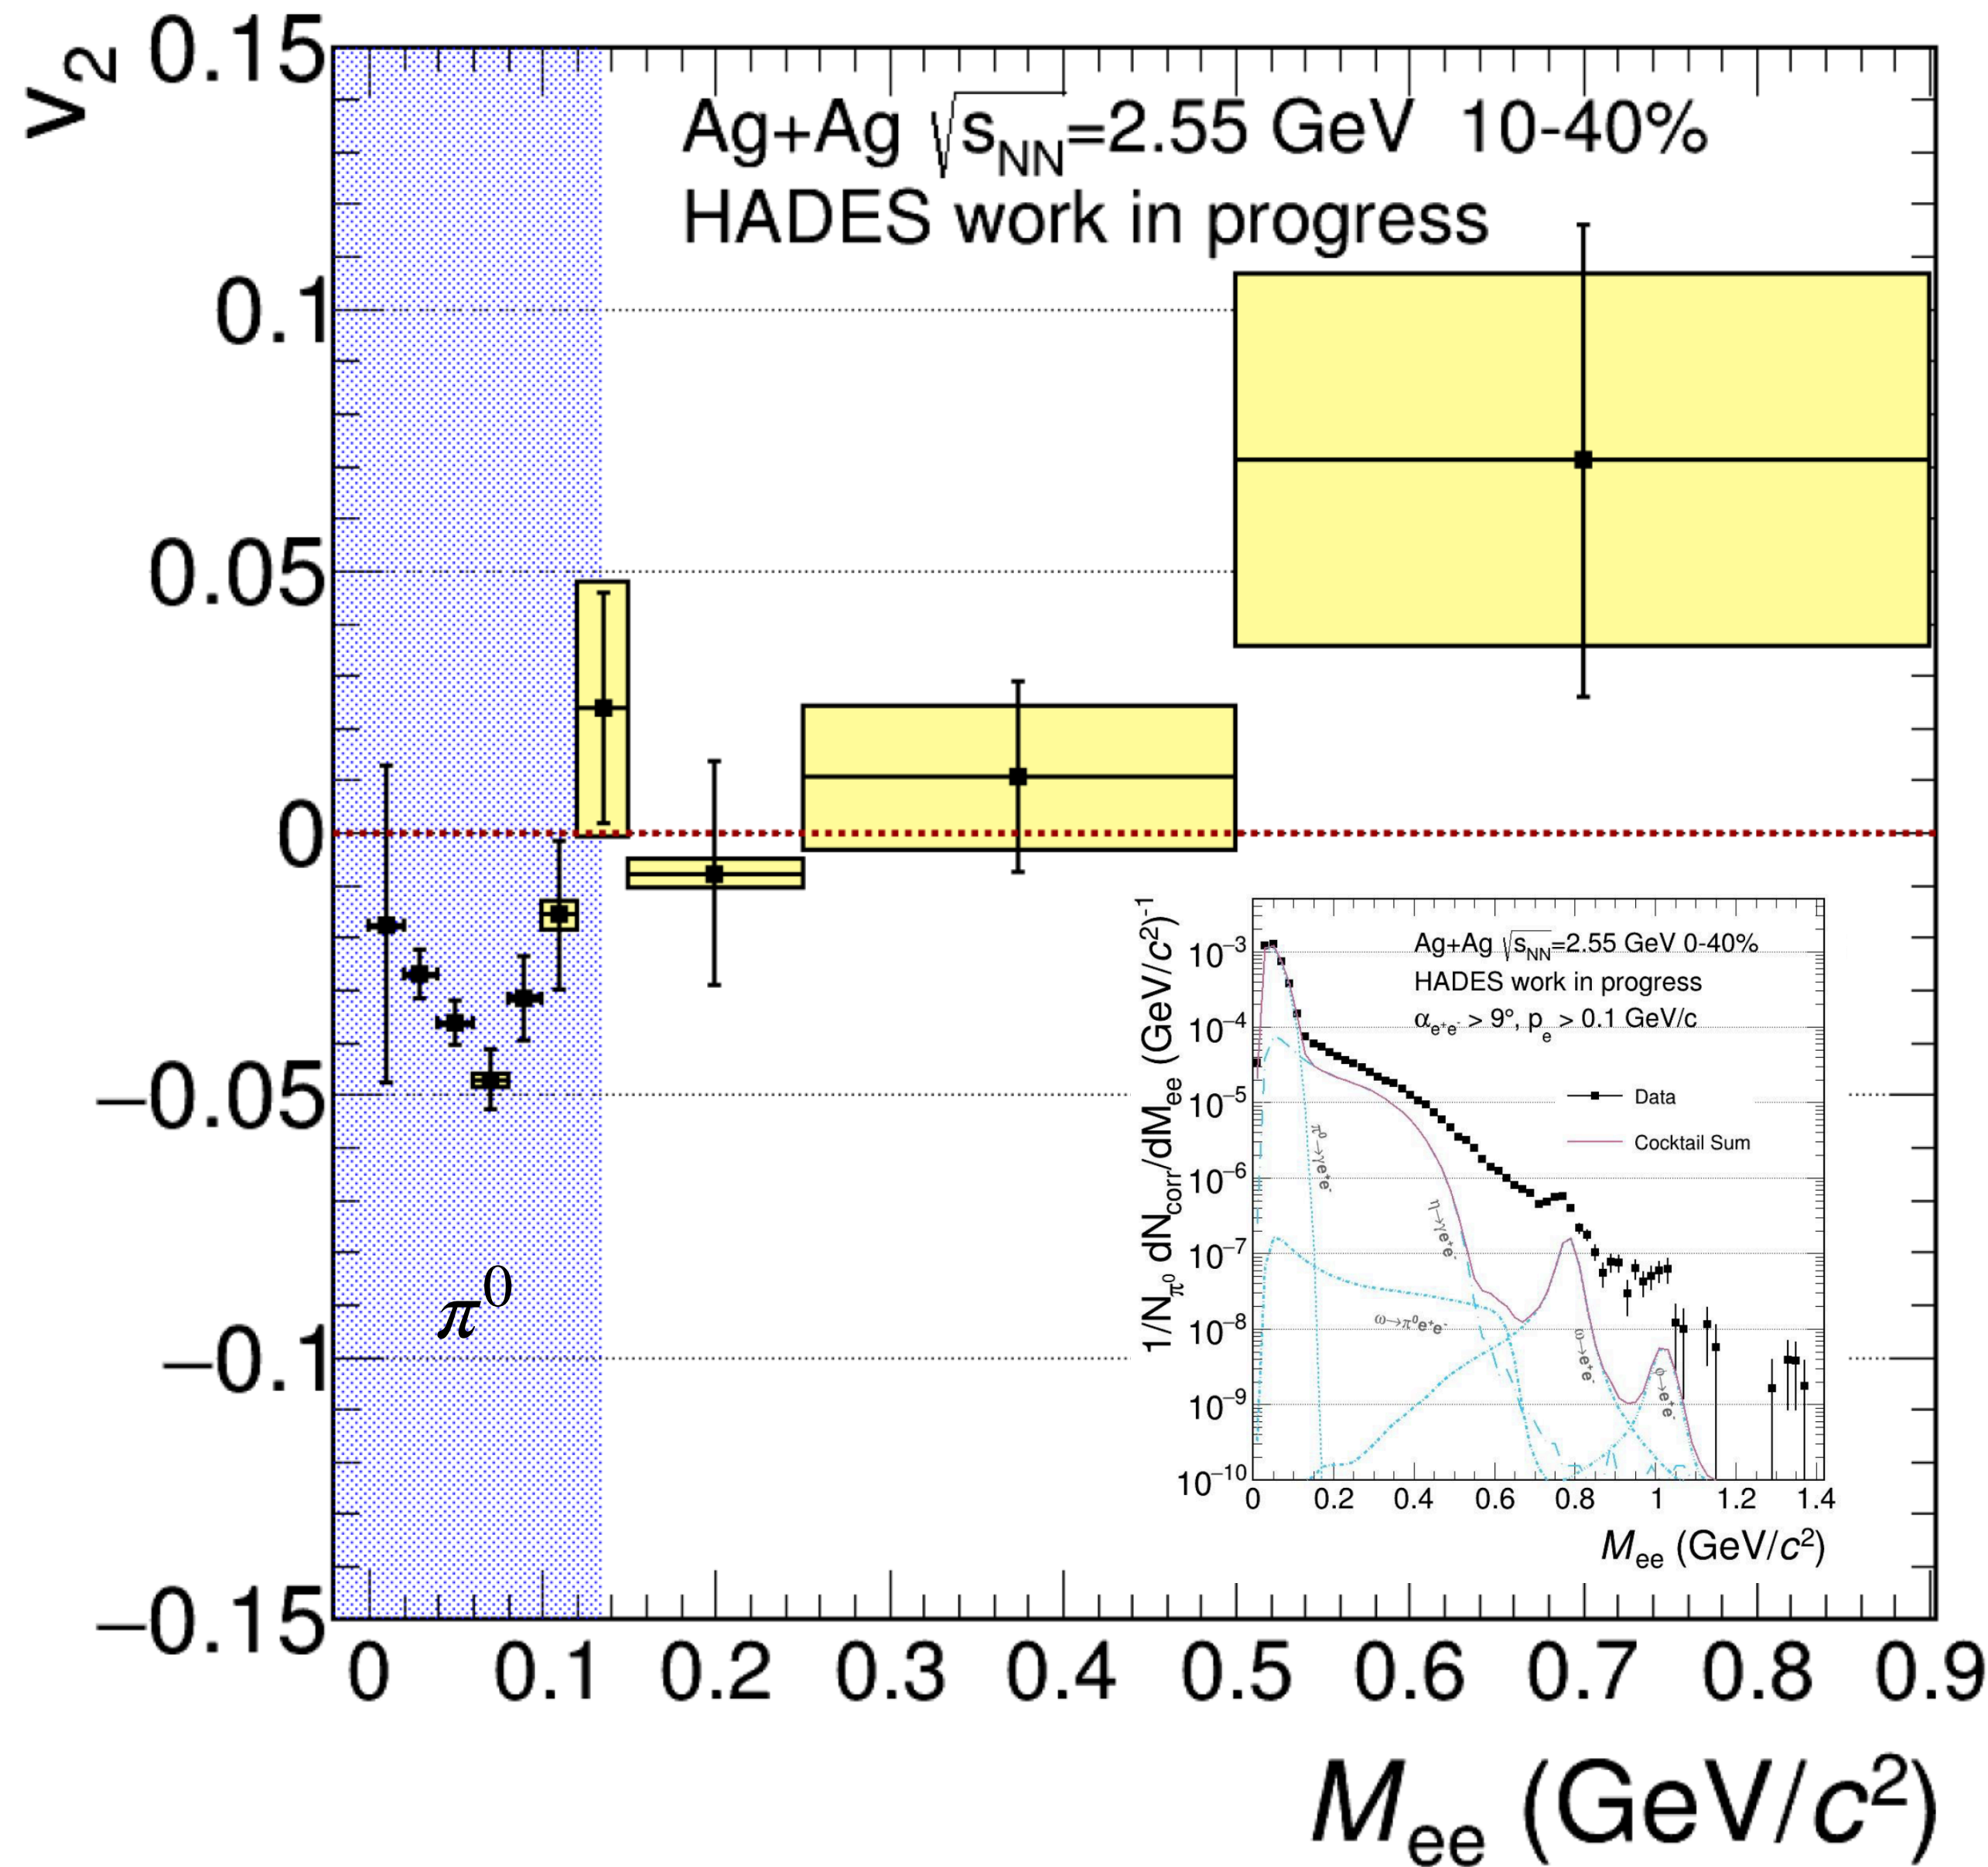 v2
0.15
0.1
0.05
0
−0.05
−0.1
−0.15
Ag+Ag √sNN=2.55 GeV 10-40%
HADES work in progress
π0
0 0.1 0.2 0.3 0.4 0.5 0.6 0.7 0.8 0.9
Mee (GeV/c2)
1/Nπ0 dNcorr/dMee (GeV/c2)-1
10−3
10−4
10−5
10−6
10−7
10−8
10−9
10−10
Ag+Ag √sNN=2.55 GeV 0-40%
HADES work in progress
αe+e- > 9°, pe > 0.1 GeV/c
Data
Cocktail Sum
π0→γe+e-
η→γe+e-
ω→π0e+e-
ω→e+e-
ϕ→e+e-
0 0.2 0.4 0.6 0.8 1 1.2 1.4
Mee (GeV/c2)